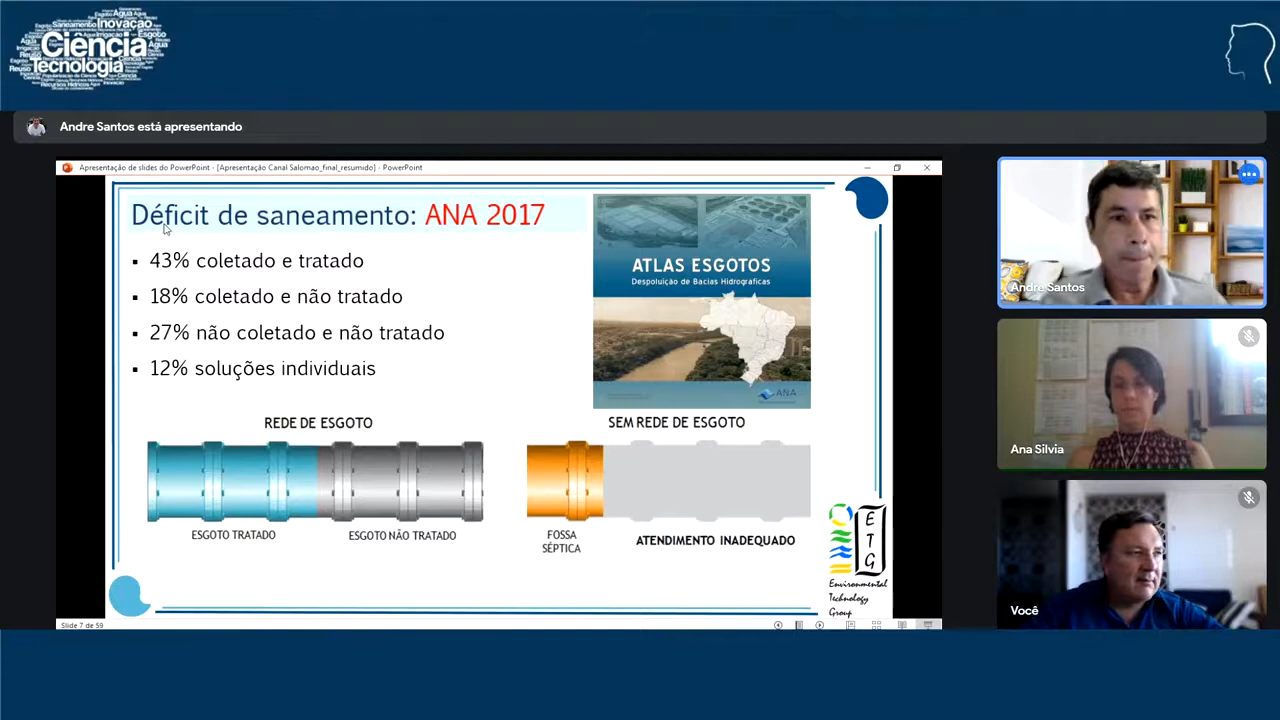 Inovação
Saneamento
Ciência
Tecnologia
Andre Santos está apresentando
Apresentação de slides do PowerPoint - [Apresentação Canal Salomao_final_resumido] - PowerPoint
Déficit de saneamento: ANA 2017
▪ 43% coletado e tratado
▪ 18% coletado e não tratado
▪ 27% não coletado e não tratado
▪ 12% soluções individuais
ATLAS ESGOTOS
Despoluição de Bacias Hidrográficas
ANA
REDE DE ESGOTO
SEM REDE DE ESGOTO
ESGOTO TRATADO
ESGOTO NÃO TRATADO
FOSSA
SÉPTICA
ATENDIMENTO INADEQUADO
ETG
Environmental
Technology
Group
Slide 7 de 59
Andre Santos
Ana Silvia
Você